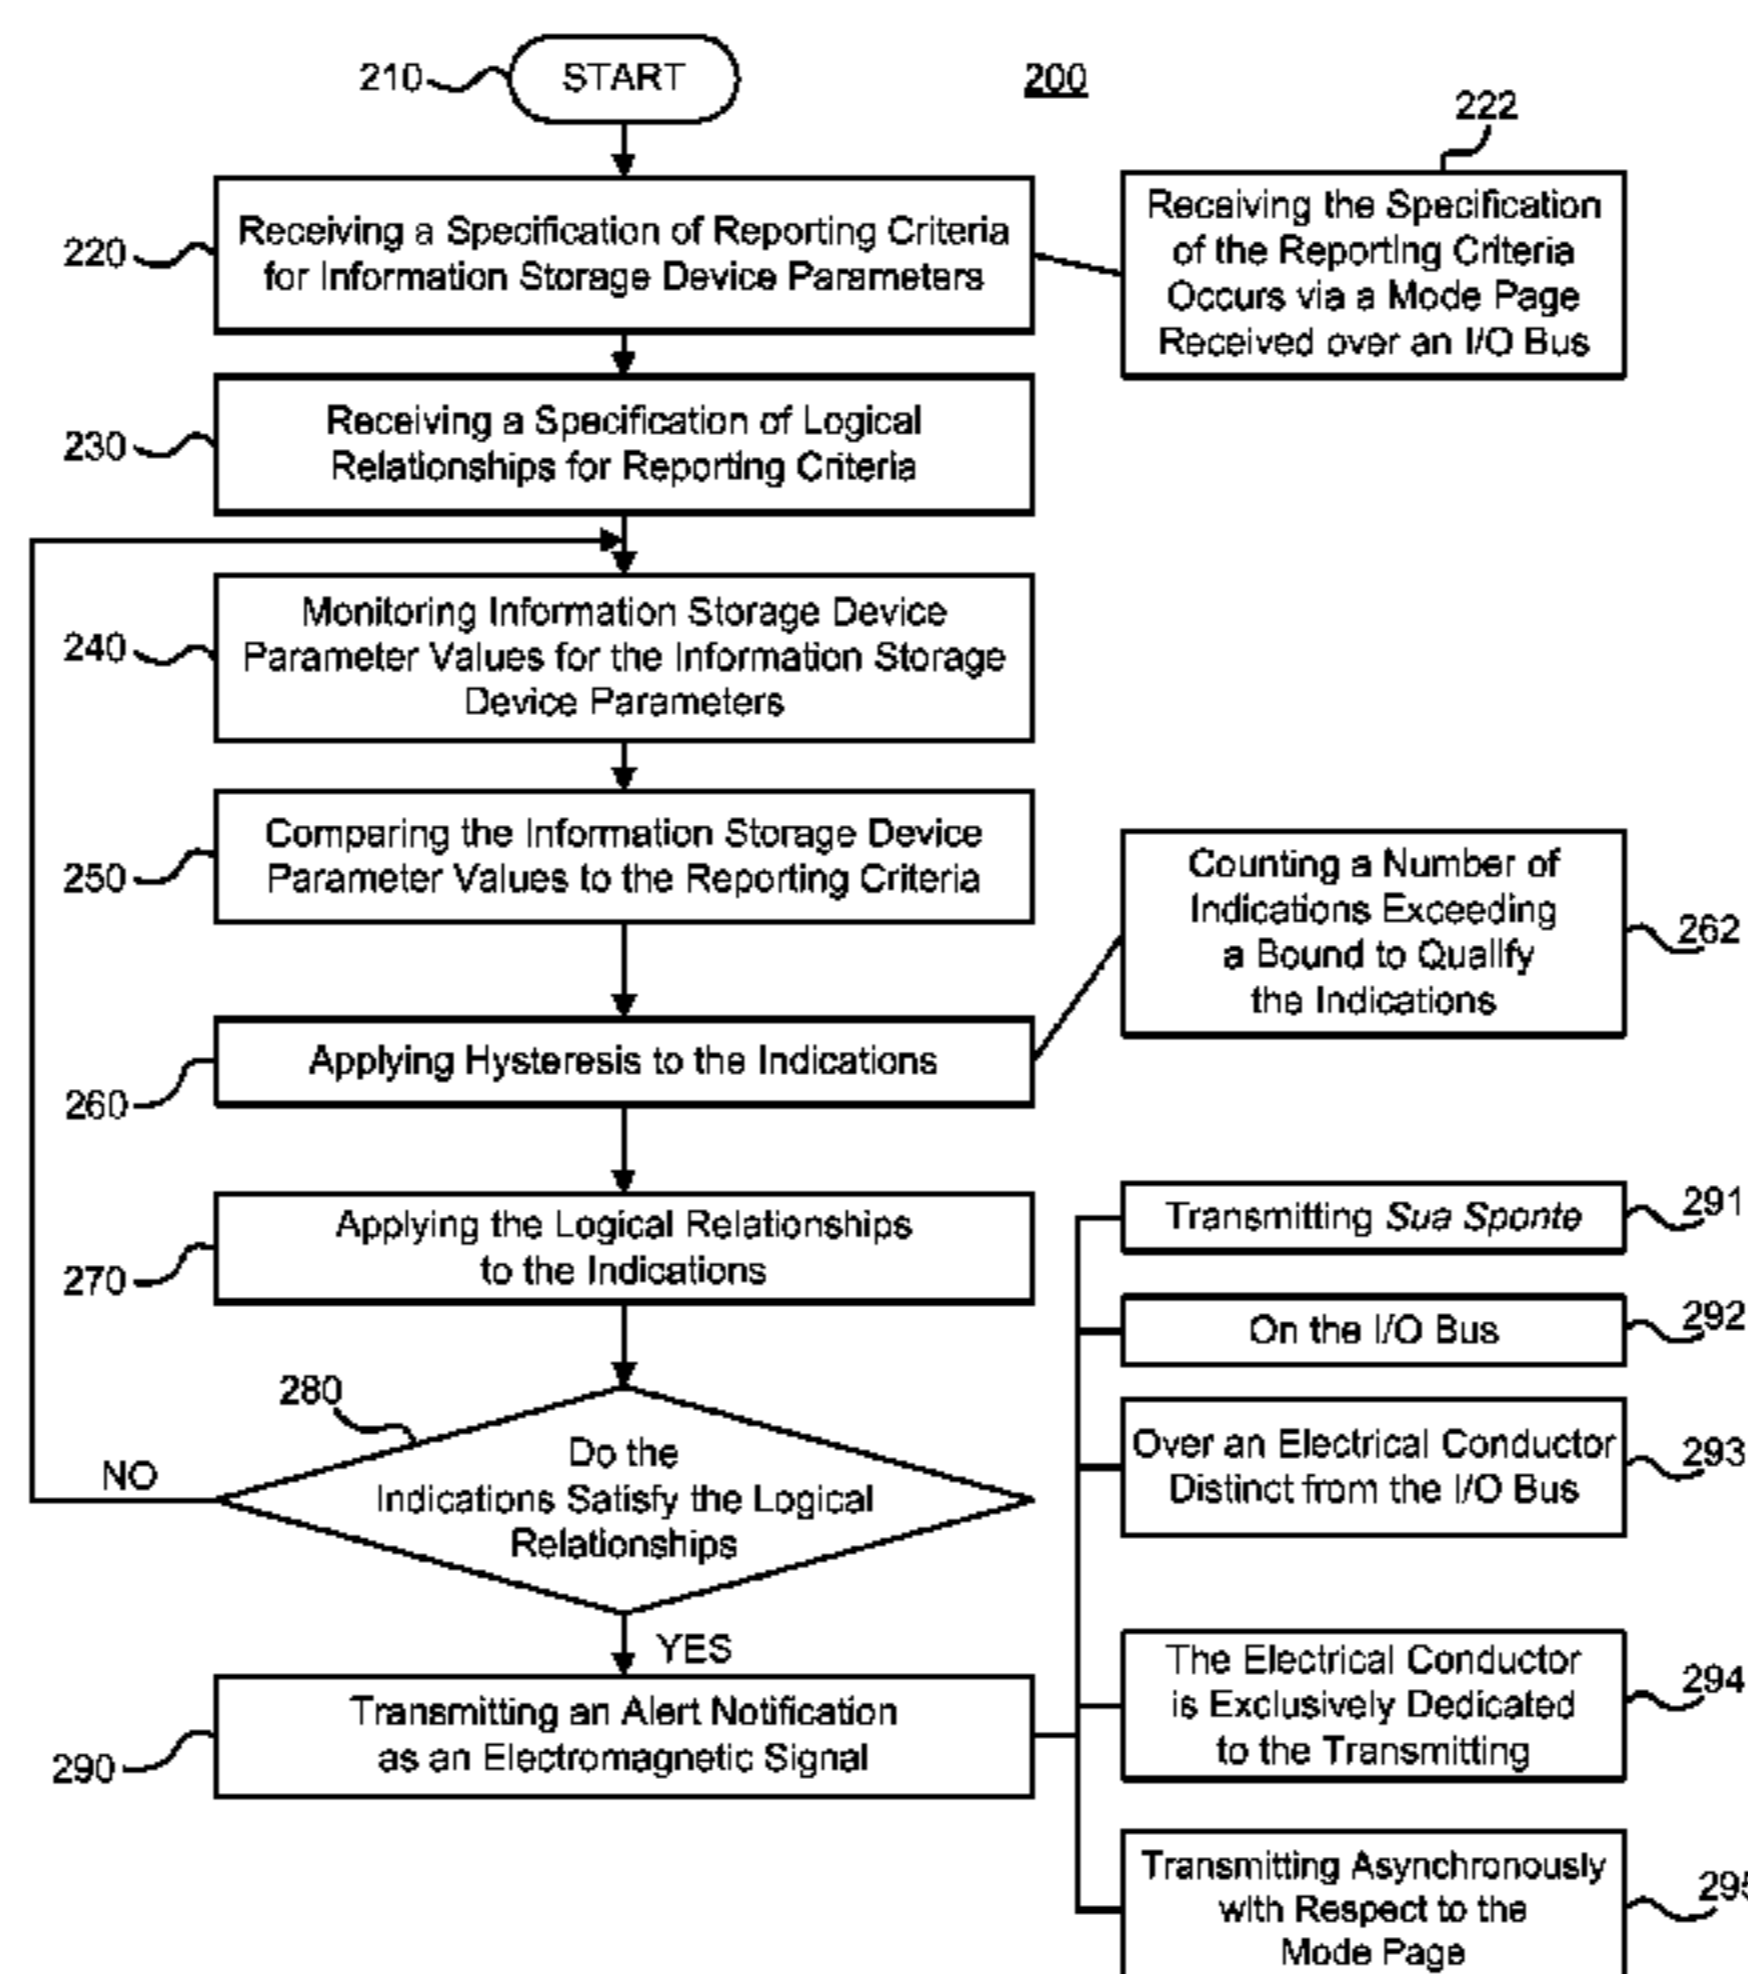 210
START
200
222
220
Receiving a Specification of Reporting Criteria
for Information Storage Device Parameters
Receiving the Specification
of the Reporting Criteria
Occurs via a Mode Page
Received over an I/O Bus
230
Receiving a Specification of Logical
Relationships for Reporting Criteria
240
Monitoring Information Storage Device
Parameter Values for the Information Storage
Device Parameters
250
Comparing the Information Storage Device
Parameter Values to the Reporting Criteria
Counting a Number of
Indications Exceeding
a Bound to Qualify
the Indications
262
260
Applying Hysteresis to the Indications
270
Applying the Logical Relationships
to the Indications
Transmitting Sua Sponte
291
On the I/O Bus
292
280
Do the
Indications Satisfy the Logical
Relationships
NO
YES
Over an Electrical Conductor
Distinct from the I/O Bus
293
290
Transmitting an Alert Notification
as an Electromagnetic Signal
The Electrical Conductor
is Exclusively Dedicated
to the Transmitting
294
Transmitting Asynchronously
with Respect to the
Mode Page
295